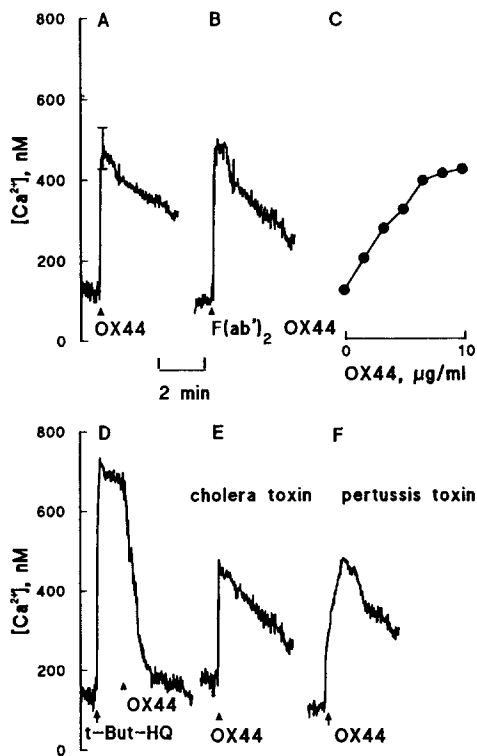 A B C
800
600
400
200
0
[Ca²⁺], nM
OX44
F(ab')₂ OX44
2 min
0 10
OX44, µg/ml
D E F
800
600
400
200
0
[Ca²⁺], nM
cholera toxin
pertussis toxin
OX44
t-But-HQ
OX44
OX44